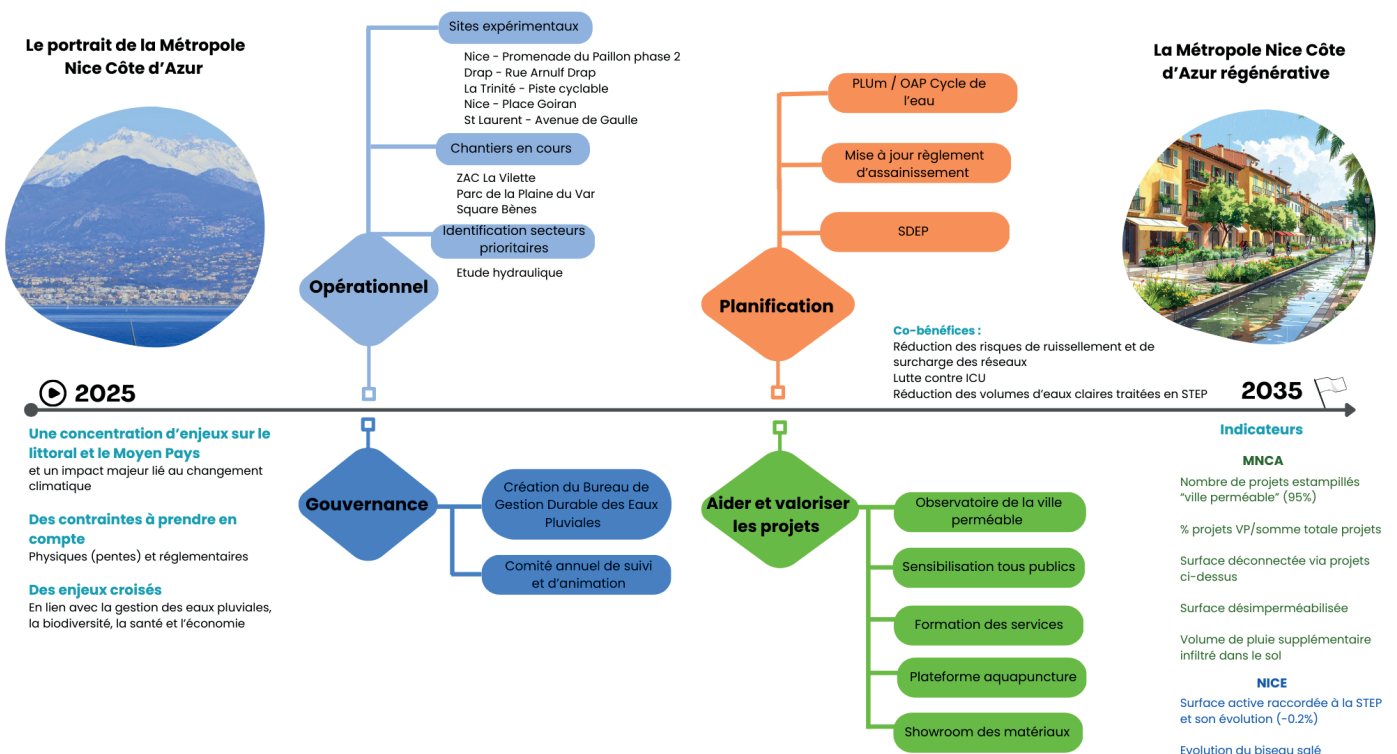 Le portrait de la Métropole
Nice Côte d’Azur
Sites expérimentaux
Nice - Promenade du Paillon phase 2
Drap - Rue Arnulf Drap
La Trinité - Piste cyclable
Nice - Place Goiran
St Laurent - Avenue de Gaulle
Chantiers en cours
ZAC La Vilette
Parc de la Plaine du Var
Square Bènes
Identification secteurs
prioritaires
Etude hydraulique
Opérationnel
PLUm / OAP Cycle de
l’eau
Mise à jour règlement
d’assainissement
SDEP
Planification
La Métropole Nice Côte
d’Azur régénérative
Co-bénéfices :
Réduction des risques de ruissellement et de
surcharge des réseaux
Lutte contre ICU
Réduction des volumes d’eaux claires traitées en STEP
2025
2035
Une concentration d’enjeux sur le
littoral et le Moyen Pays
et un impact majeur lié au changement
climatique
Des contraintes à prendre en
compte
Physiques (pentes) et réglementaires
Des enjeux croisés
En lien avec la gestion des eaux pluviales,
la biodiversité, la santé et l’économie
Gouvernance
Création du Bureau de
Gestion Durable des Eaux
Pluviales
Comité annuel de suivi
et d’animation
Aider et valoriser
les projets
Observatoire de la ville
perméable
Sensibilisation tous publics
Formation des services
Plateforme aquapuncture
Showroom des matériaux
Indicateurs
MNCA
Nombre de projets estampillés
“ville perméable” (95%)
% projets VP/somme totale projets
Surface déconnectée via projets
ci-dessus
Surface désimperméabilisée
Volume de pluie supplémentaire
infiltré dans le sol
NICE
Surface active raccordée à la STEP
et son évolution (-0.2%)
Evolution du biseau salé